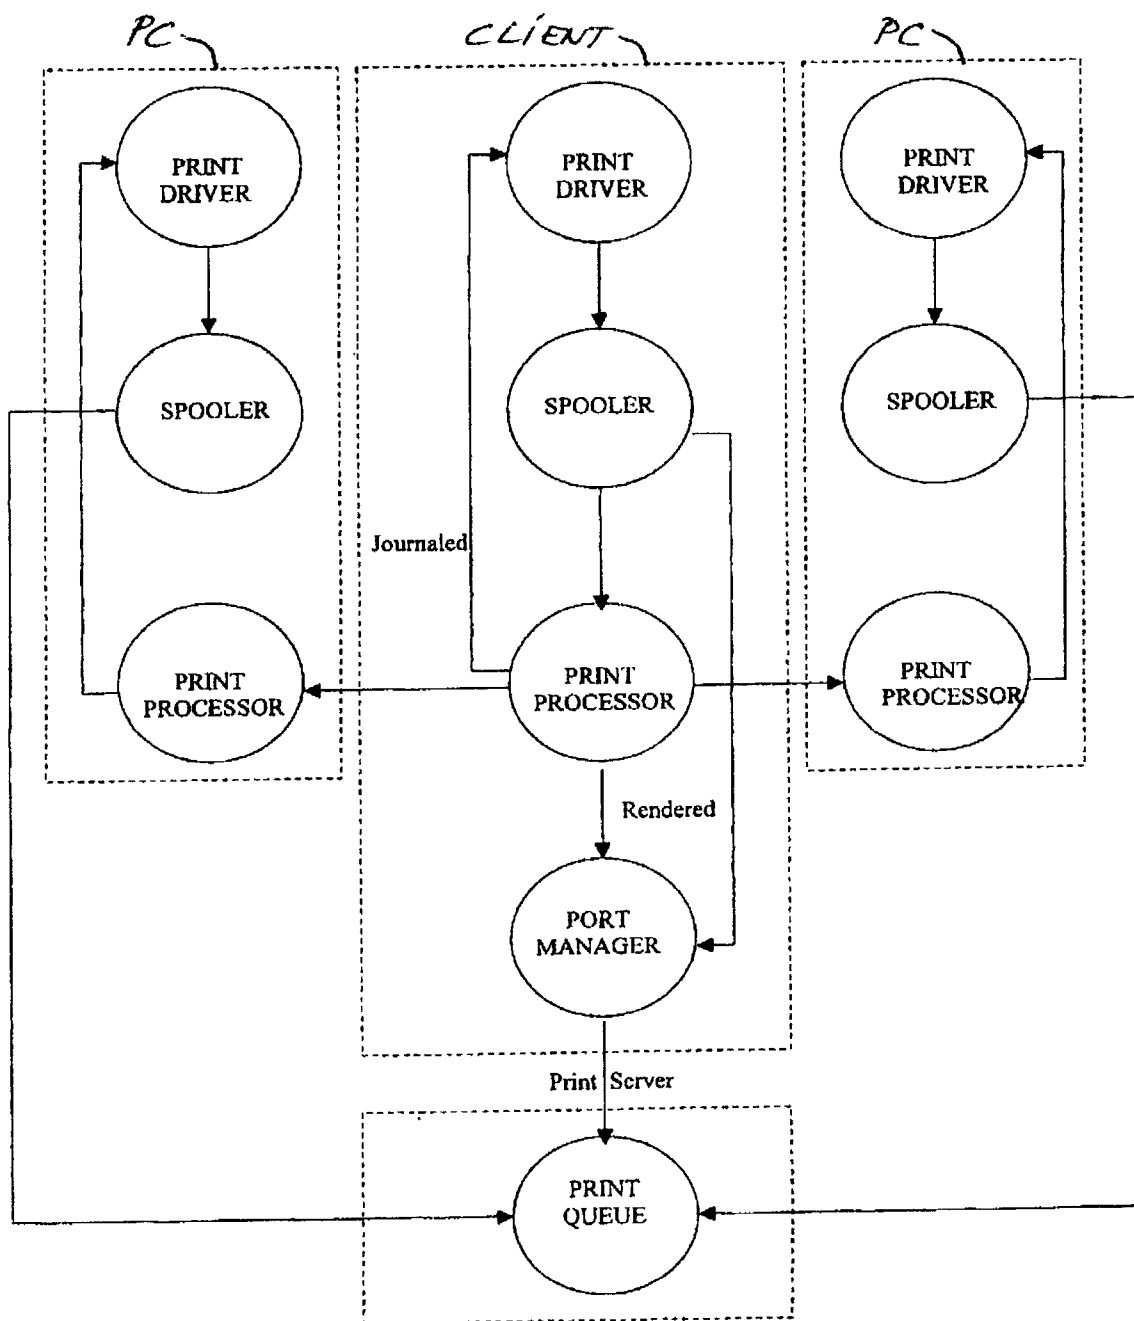 PC
CLIENT
PC
PRINT
DRIVER
PRINT
DRIVER
PRINT
DRIVER
SPOOLER
SPOOLER
SPOOLER
Journaled
PRINT
PROCESSOR
PRINT
PROCESSOR
PRINT
PROCESSOR
Rendered
PORT
MANAGER
Print Server
PRINT
QUEUE